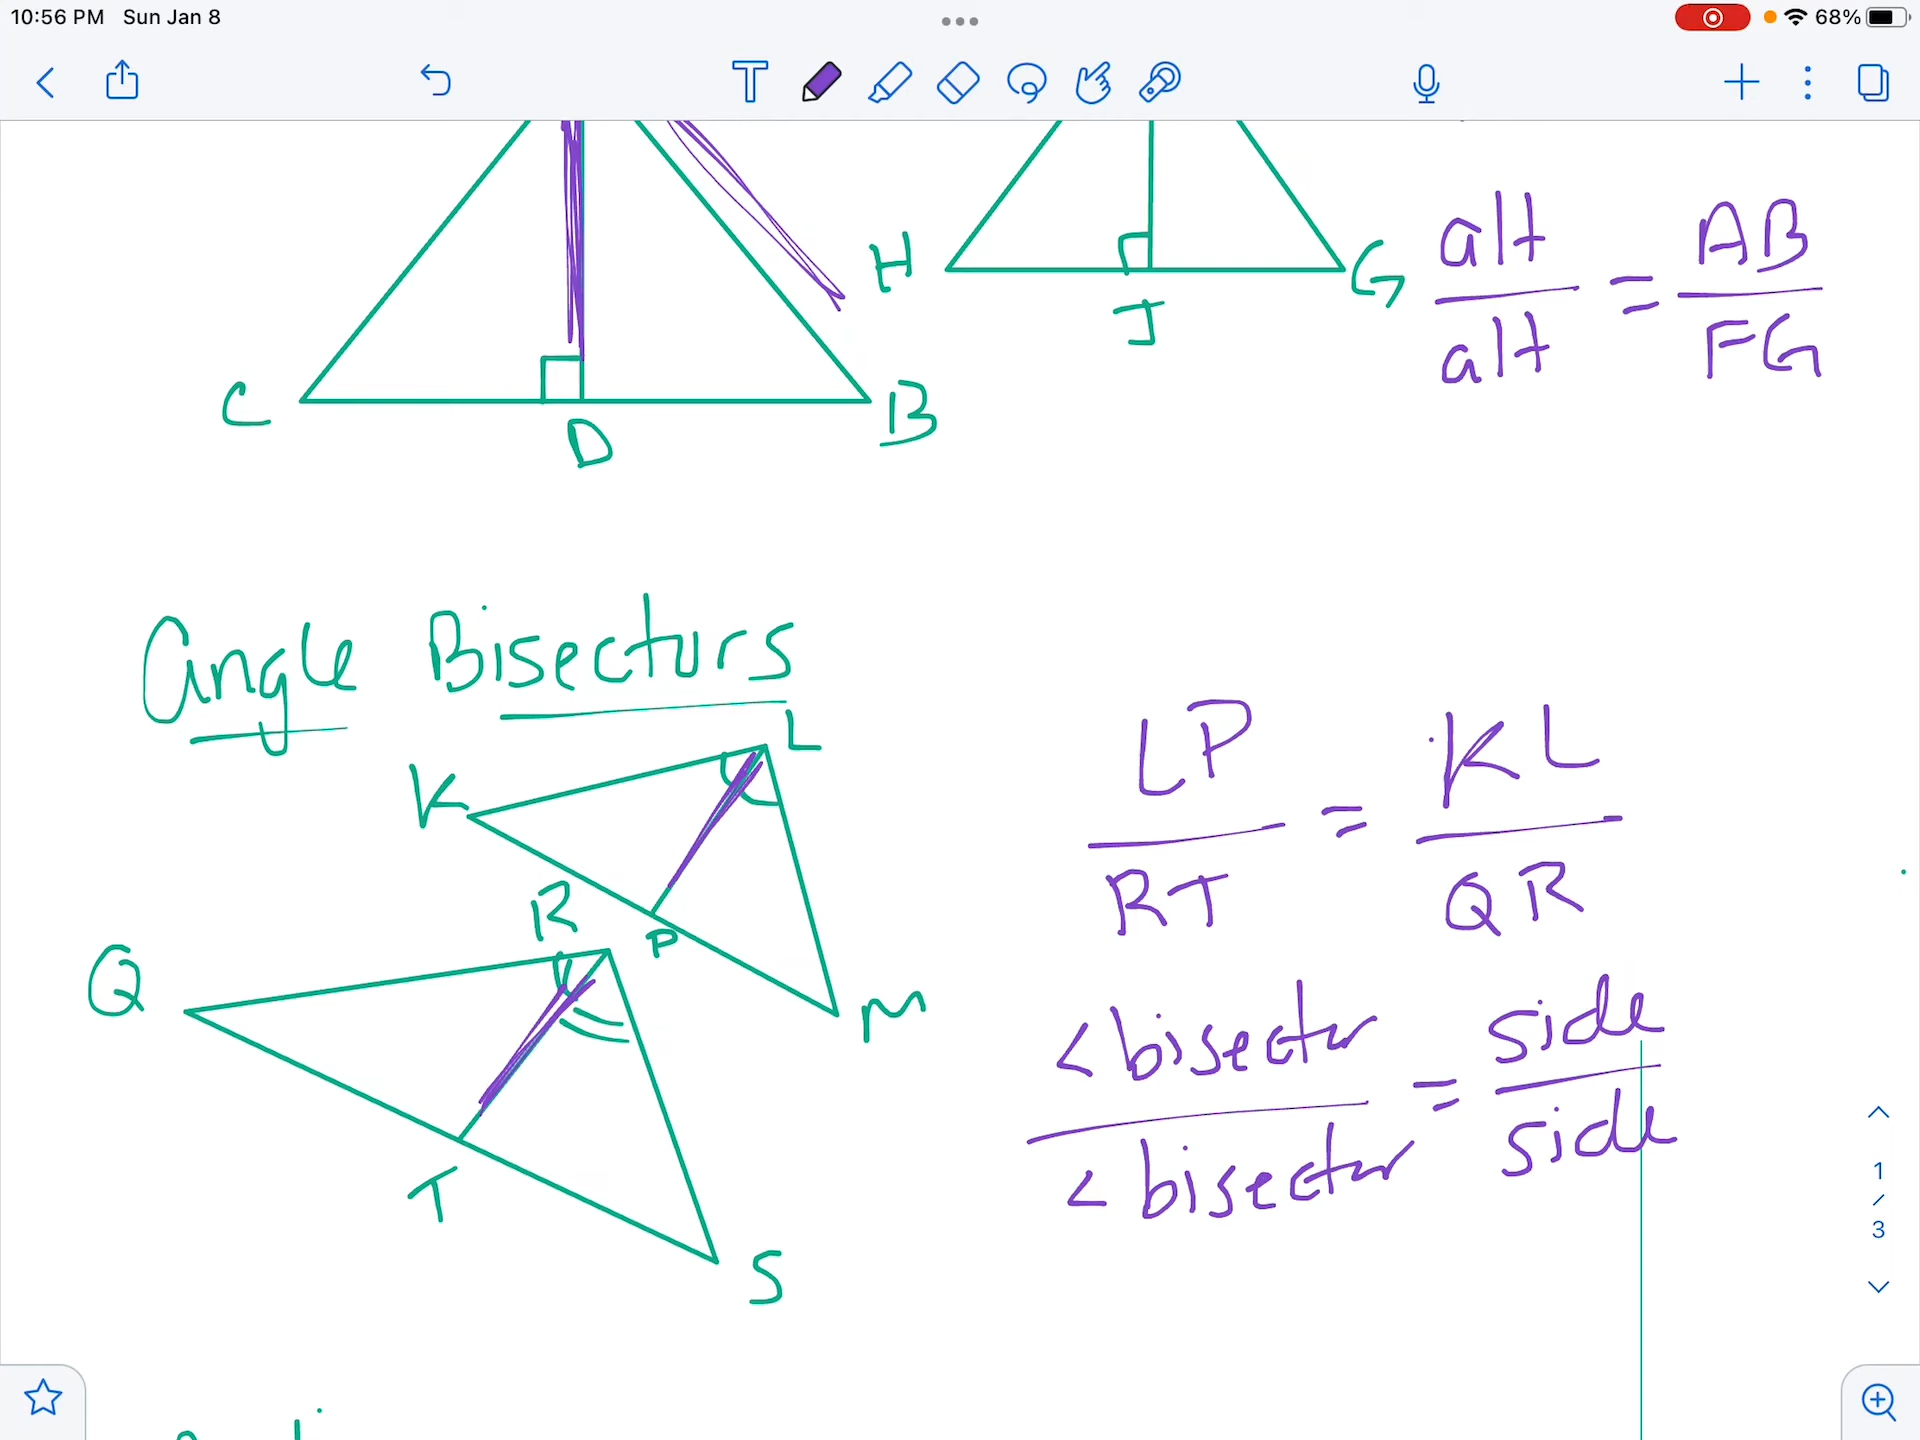 10:56 PM Sun Jan 8
68%
T
H
G
J
alt
alt
=
AB
FG
C
D
B
Angle Bisectors
L
K
P
M
R
Q
T
S
LP
RT
=
KL
QR
< bisector
< bisector
=
side
side
1
/
3